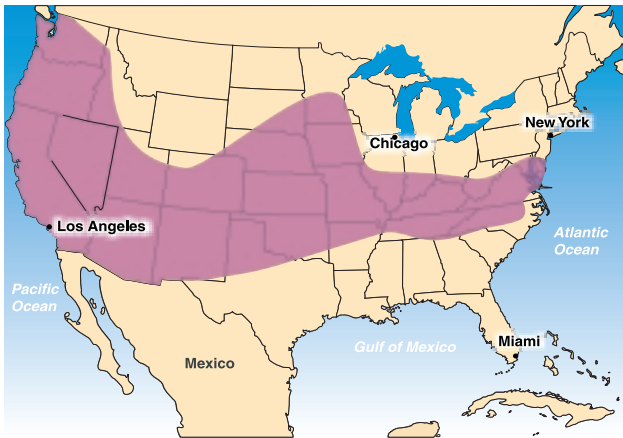 New York
Chicago
Los Angeles
Atlantic
Ocean
Pacific
Ocean
Miami
Gulf of Mexico
Mexico